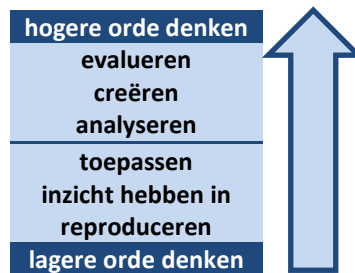 hogere orde denken
evalueren
creëren
analyseren
toepassen
inzicht hebben in
reproduceren
lagere orde denken